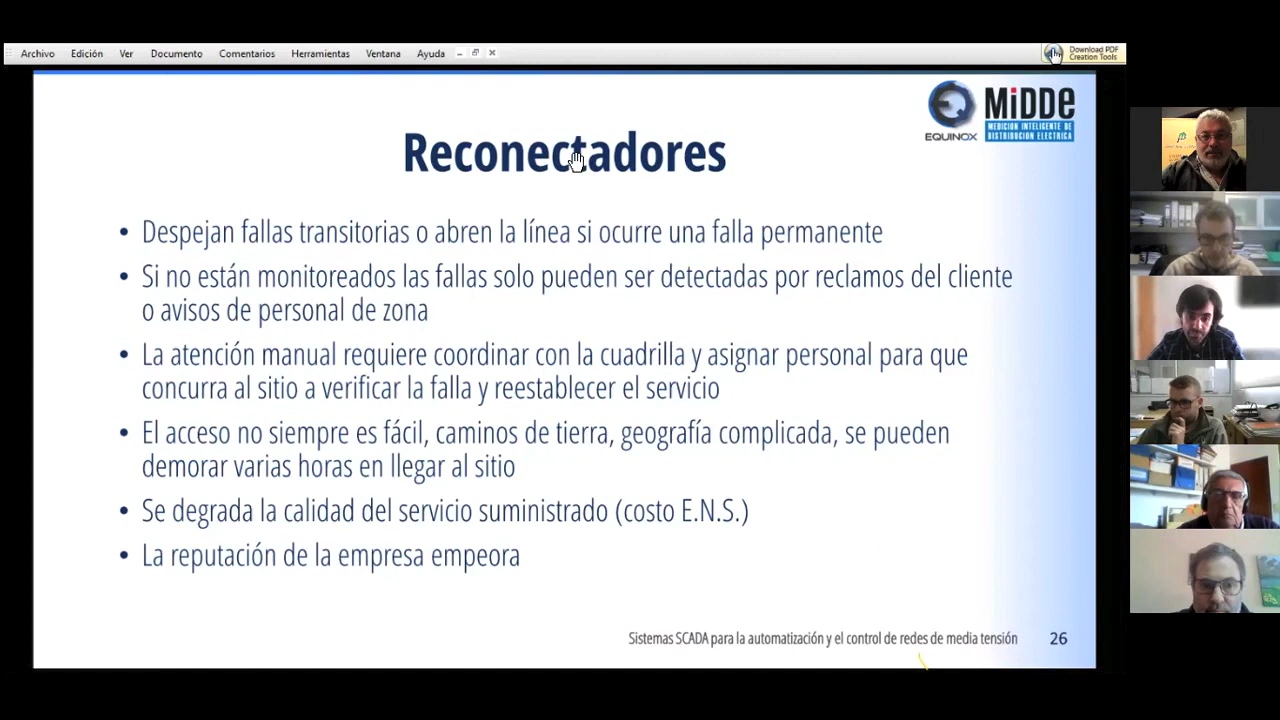 Archivo Edición Ver Documento Comentarios Herramientas Ventana Ayuda
Download PDF
Creation Tools
EQUINOX
MiDDE
MEDICION INTELIGENTE DE
DISTRIBUCION ELECTRICA
Reconectadores
• Despejan fallas transitorias o abren la línea si ocurre una falla permanente
• Si no están monitoreados las fallas solo pueden ser detectadas por reclamos del cliente
o avisos de personal de zona
• La atención manual requiere coordinar con la cuadrilla y asignar personal para que
concurra al sitio a verificar la falla y reestablecer el servicio
• El acceso no siempre es fácil, caminos de tierra, geografía complicada, se pueden
demorar varias horas en llegar al sitio
• Se degrada la calidad del servicio suministrado (costo E.N.S.)
• La reputación de la empresa empeora
Sistemas SCADA para la automatización y el control de redes de media tensión 26